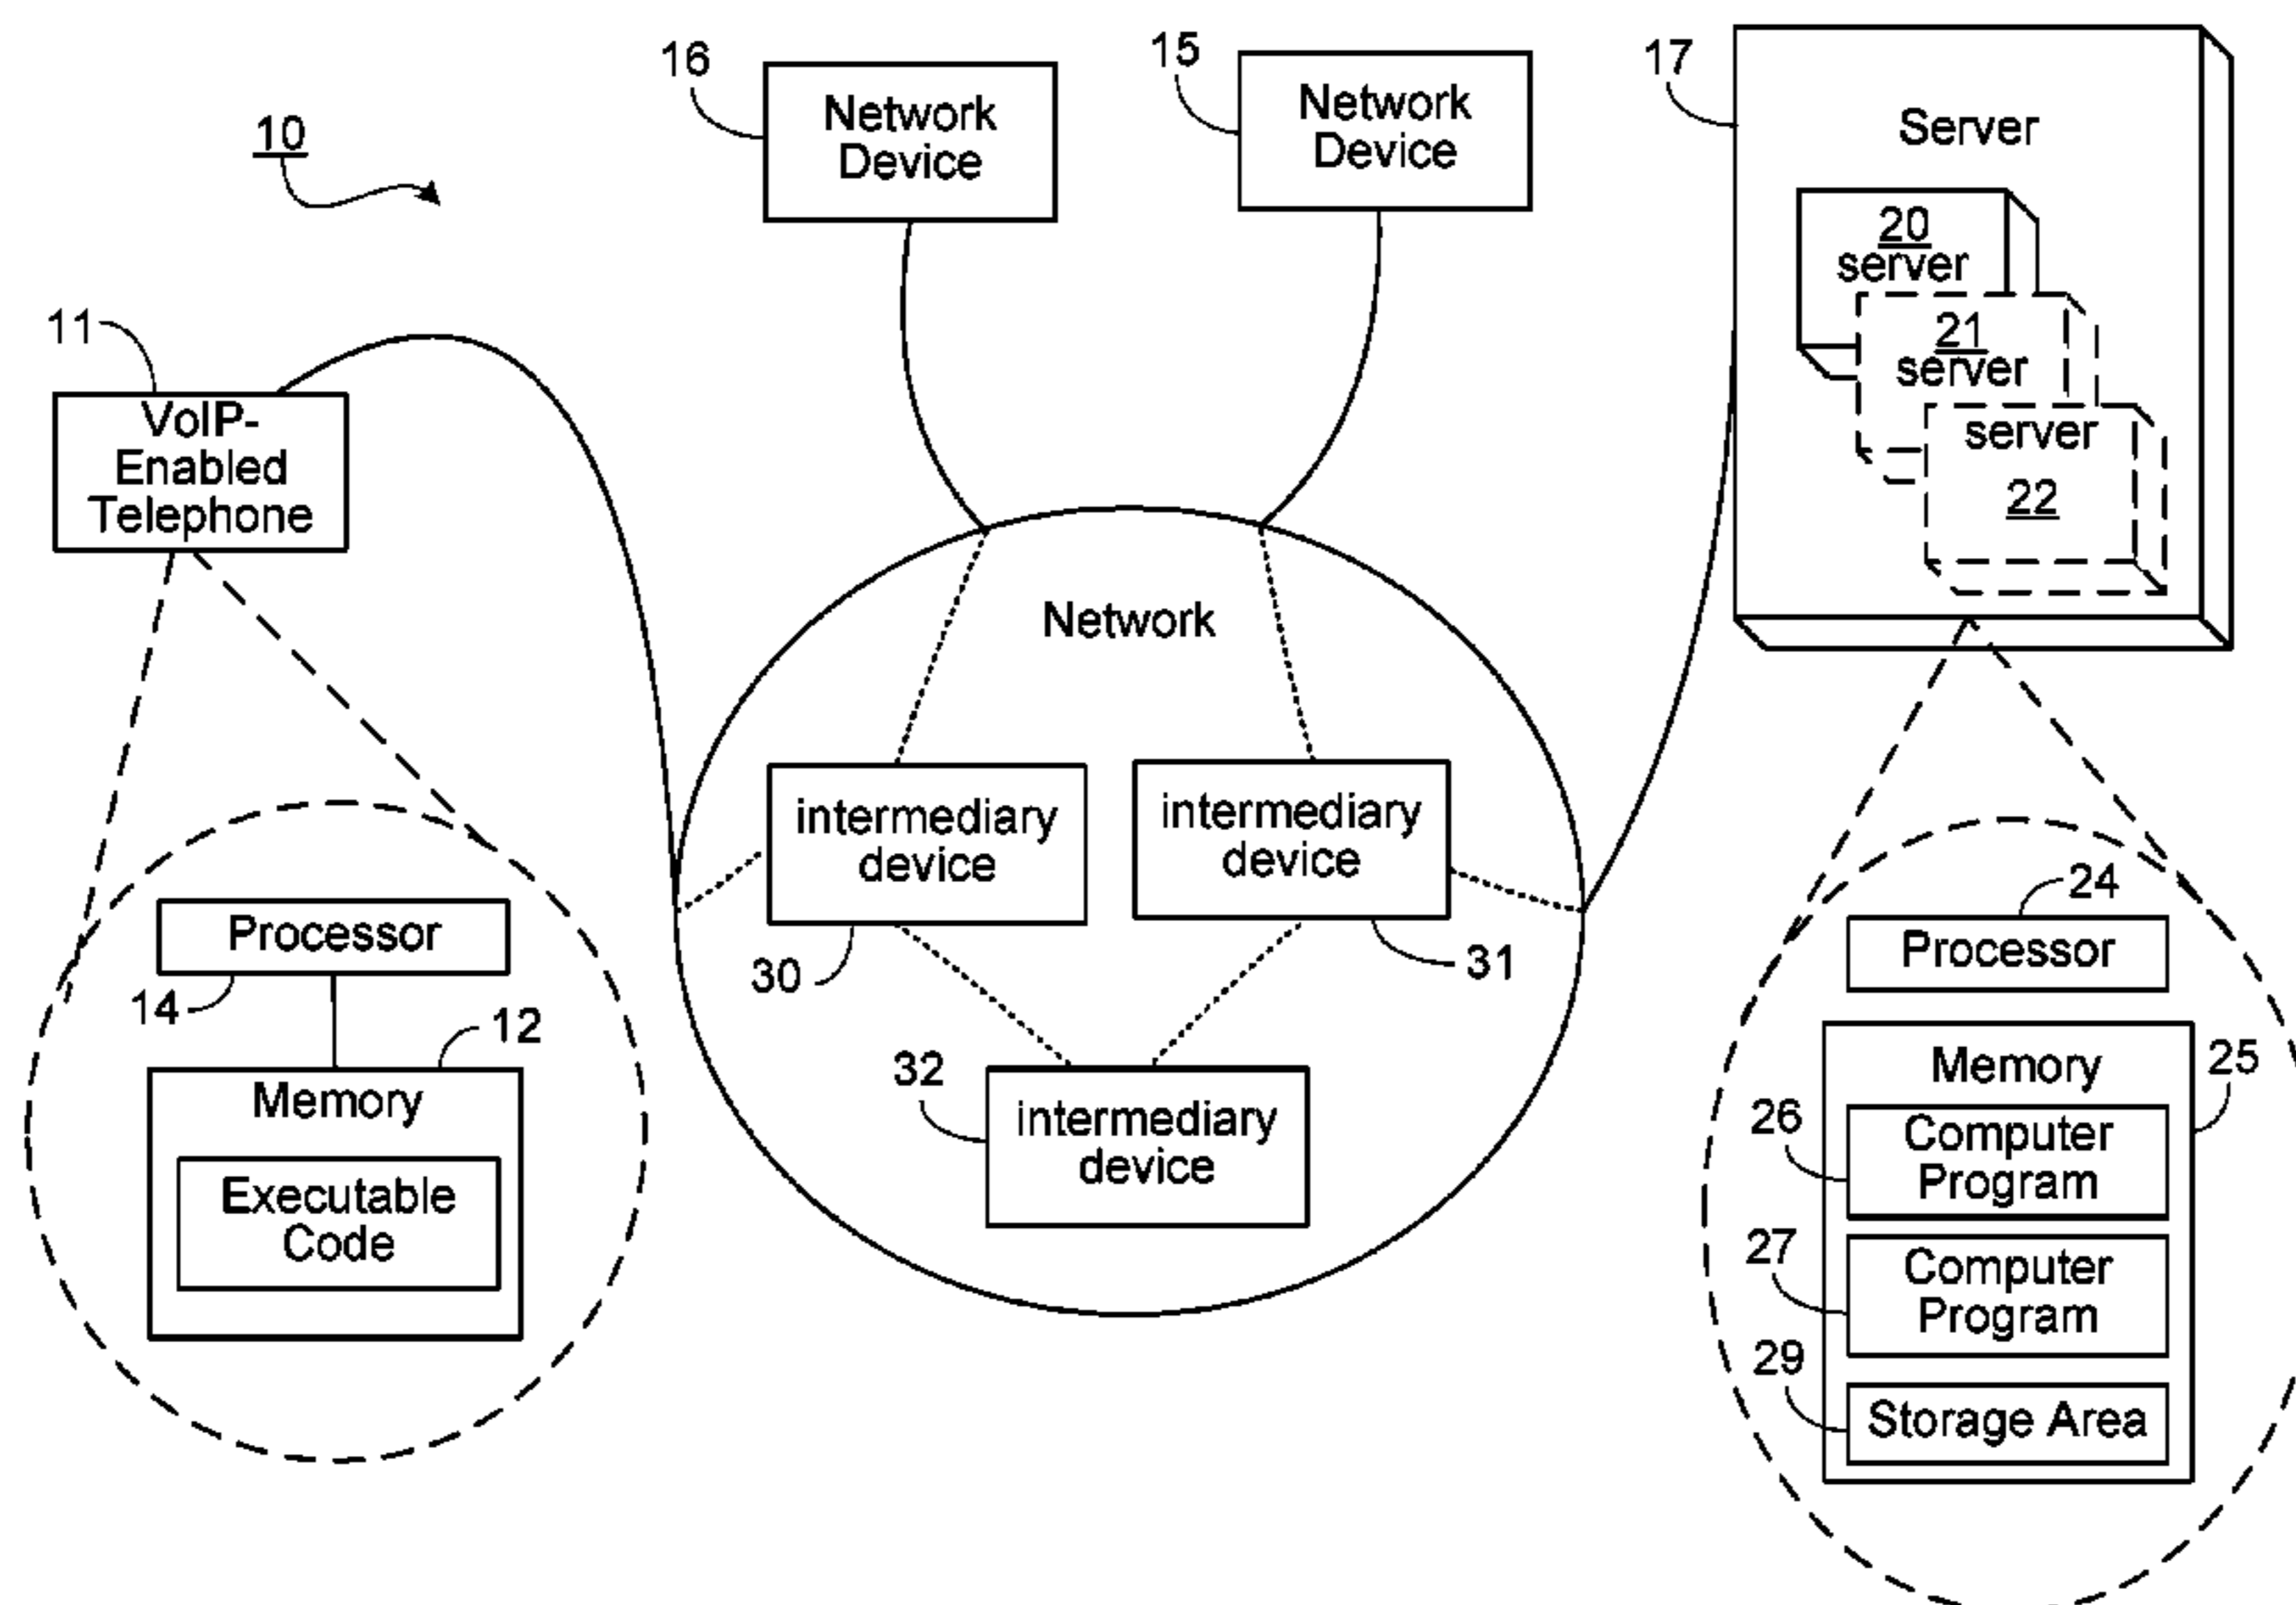 10
16
Network
Device
15
Network
Device
17
Server
20
server
21
server
server
22
11
VoIP-
Enabled
Telephone
Network
intermediary
device
30
intermediary
device
31
32
intermediary
device
Processor
14
12
Memory
Executable
Code
24
Processor
25
Memory
26
Computer
Program
27
Computer
Program
29
Storage Area